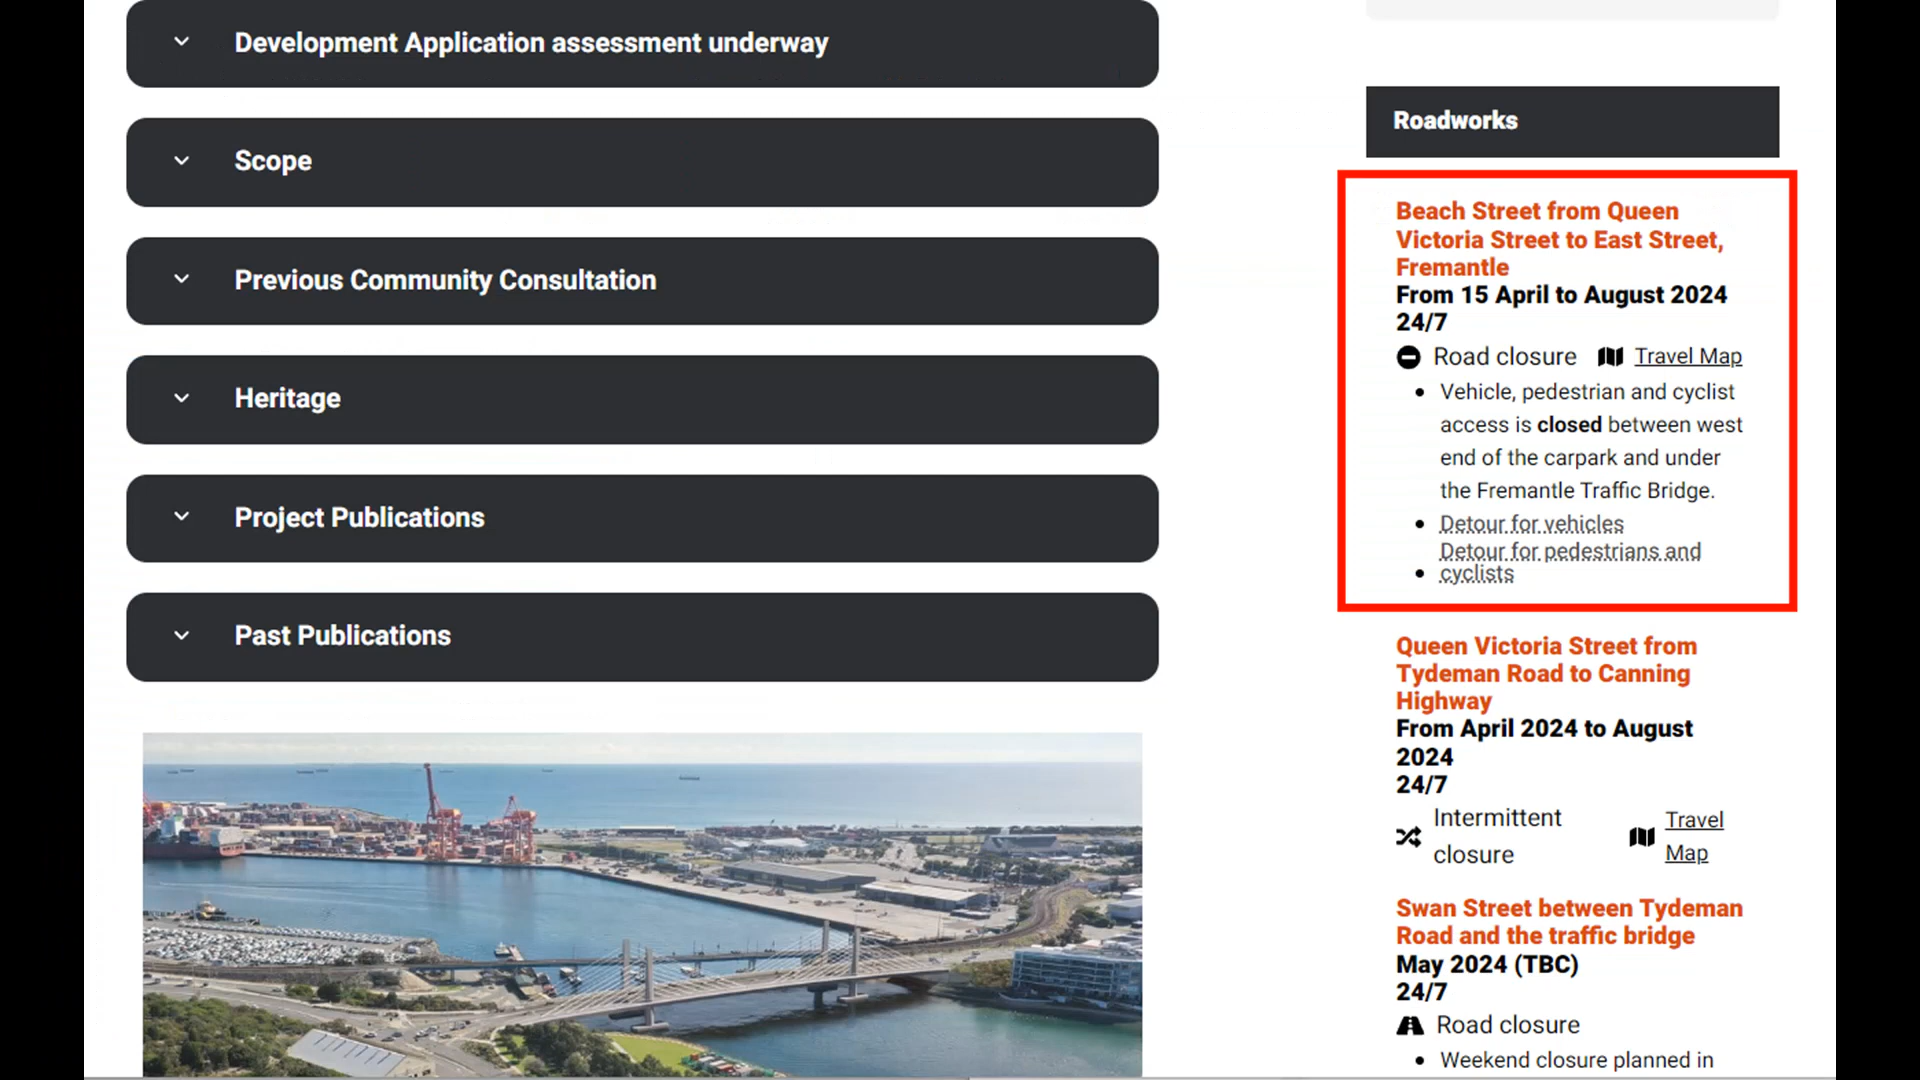 Development Application assessment underway
Scope
Previous Community Consultation
Heritage
Project Publications
Past Publications
Roadworks
Beach Street from Queen
Victoria Street to East Street,
Fremantle
From 15 April to August 2024
24/7
Road closure Travel Map
Vehicle, pedestrian and cyclist
access is closed between west
end of the carpark and under
the Fremantle Traffic Bridge.
Detour for vehicles
Detour for pedestrians and
cyclists
Queen Victoria Street from
Tydeman Road to Canning
Highway
From April 2024 to August
2024
24/7
Intermittent
closure
Travel
Map
Swan Street between Tydeman
Road and the traffic bridge
May 2024 (TBC)
24/7
Road closure
Weekend closure planned in